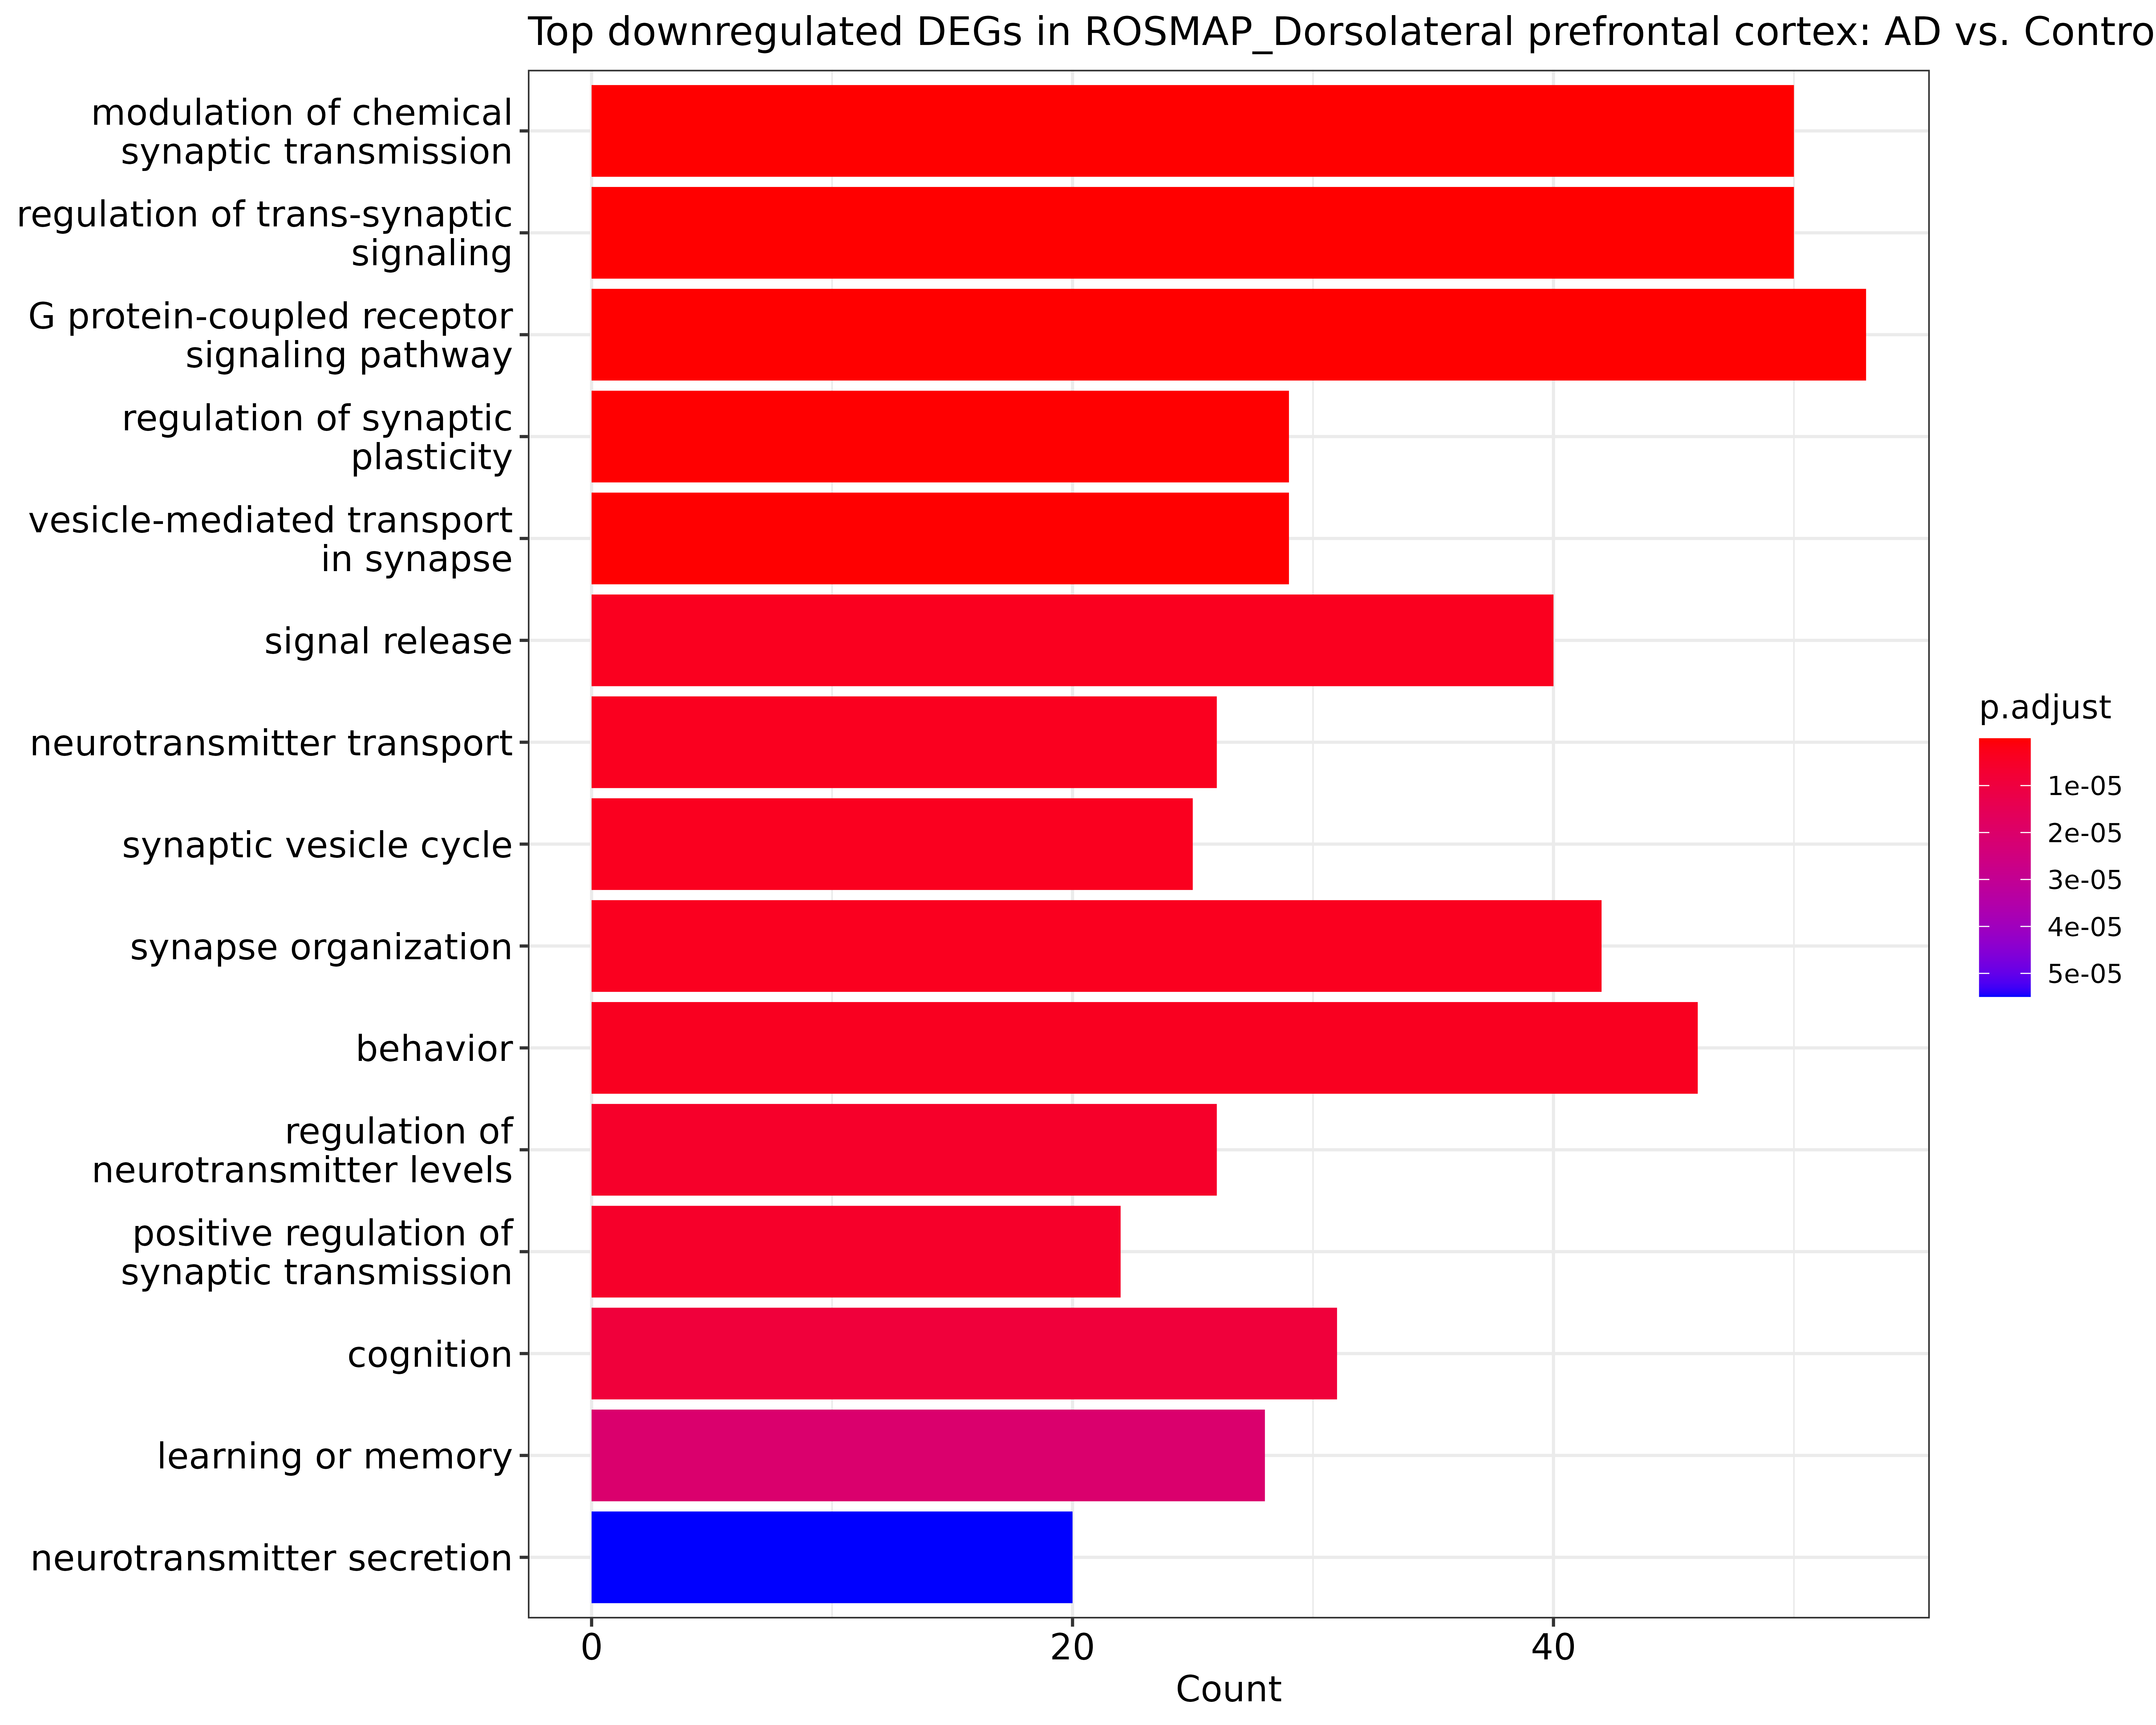 Top downregulated DEGs in ROSMAP_Dorsolateral prefrontal cortex: AD vs. Contro
modulation of chemical
synaptic transmission
regulation of trans-synaptic
signaling
G protein-coupled receptor
signaling pathway
regulation of synaptic
plasticity
vesicle-mediated transport
in synapse
signal release
neurotransmitter transport
synaptic vesicle cycle
synapse organization
behavior
regulation of
neurotransmitter levels
positive regulation of
synaptic transmission
cognition
learning or memory
neurotransmitter secretion
0 20 40
Count
p.adjust
1e-05
2e-05
3e-05
4e-05
5e-05